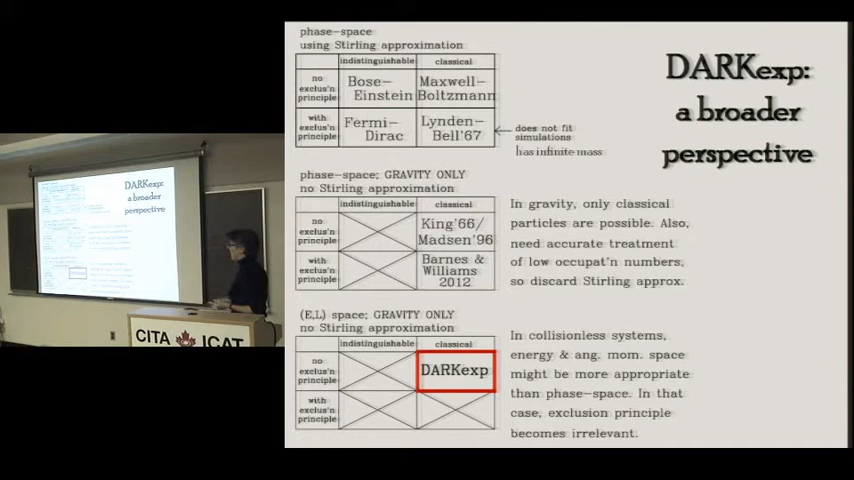 phase-space
using Stirling approximation
indistinguishable classical
no exclus'n principle
Bose-Einstein
Maxwell-Boltzmann
with exclus'n principle
Fermi-Dirac
Lynden-Bell'67
does not fit
simulations
has infinite mass
DARKexp:
a broader
perspective
phase-space; GRAVITY ONLY
no Stirling approximation
indistinguishable classical
no exclus'n principle
King'66/
Madsen'96
with exclus'n principle
Barnes &
Williams
2012
In gravity, only classical
particles are possible. Also,
need accurate treatment
of low occupat'n numbers,
so discard Stirling approx.
(E,L) space; GRAVITY ONLY
no Stirling approximation
indistinguishable classical
no exclus'n principle
DARKexp
with exclus'n principle
In collisionless systems,
energy & ang. mom. space
might be more appropriate
than phase-space. In that
case, exclusion principle
becomes irrelevant.
DARKexp:
a broader
perspective
CITA ICAT